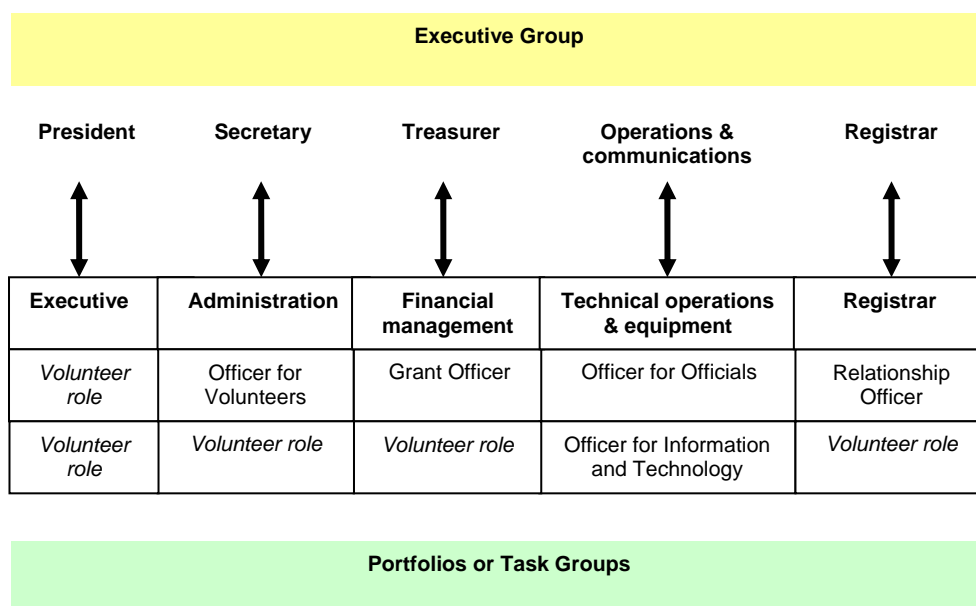 Executive Group
President
Secretary
Treasurer
Operations &
communications
Registrar
Executive
Administration
Financial
management
Technical operations
& equipment
Registrar
Volunteer
role
Officer for
Volunteers
Grant Officer
Officer for Officials
Relationship
Officer
Volunteer
role
Volunteer role
Volunteer role
Officer for Information
and Technology
Volunteer role
Portfolios or Task Groups